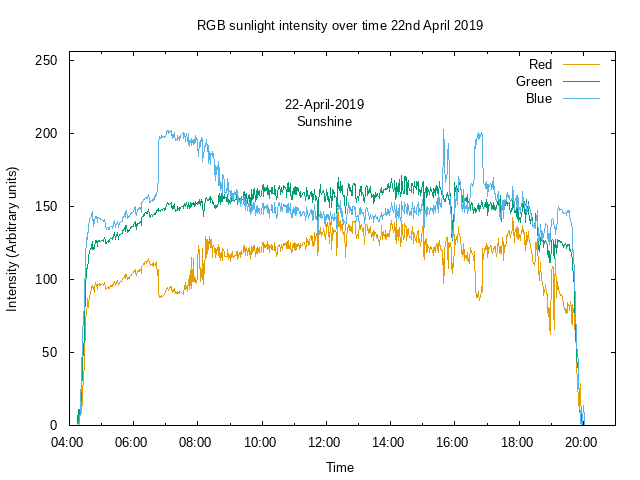 RGB sunlight intensity over time 22nd April 2019
250
200
150
100
50
0
Intensity (Arbitrary units)
22-April-2019
Sunshine
Red
Green
Blue
04:00 06:00 08:00 10:00 12:00 14:00 16:00 18:00 20:00
Time